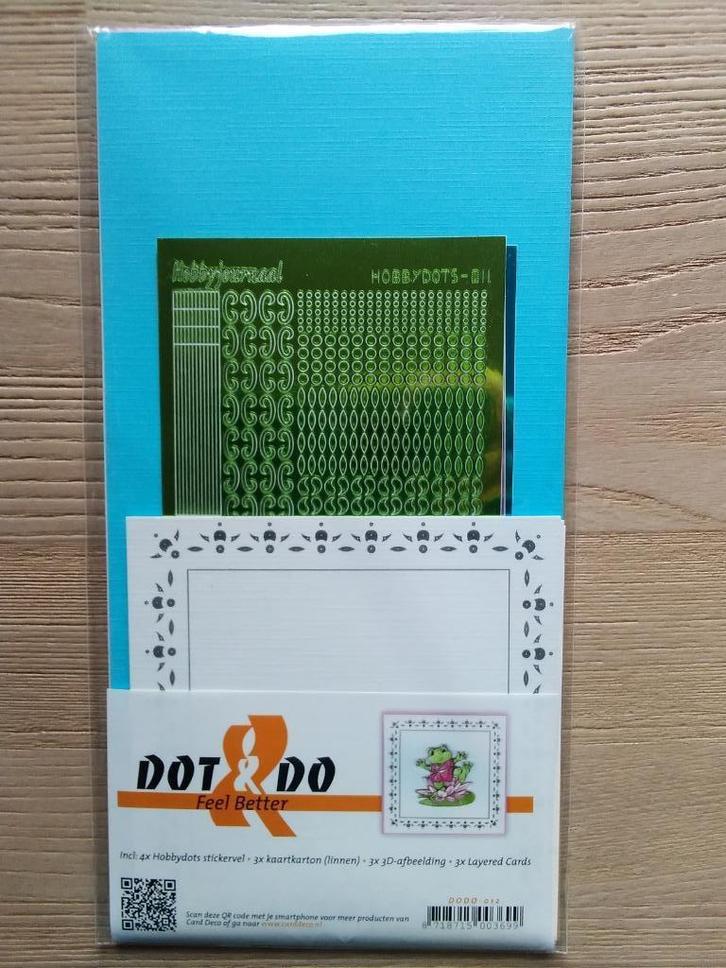 Hobbyjournaal HOBBYDOTS-011
DOT & DO
Feel Better
Incl: 4x Hobbydots stickervel • 3x kaartkarton (linnen) • 3x 3D-afbeelding • 3x Layered Cards
DODO 012
Scan deze QR code met je smartphone voor meer producten van
Card Deco of ga naar www.carddeco.nl
8 718715 003699